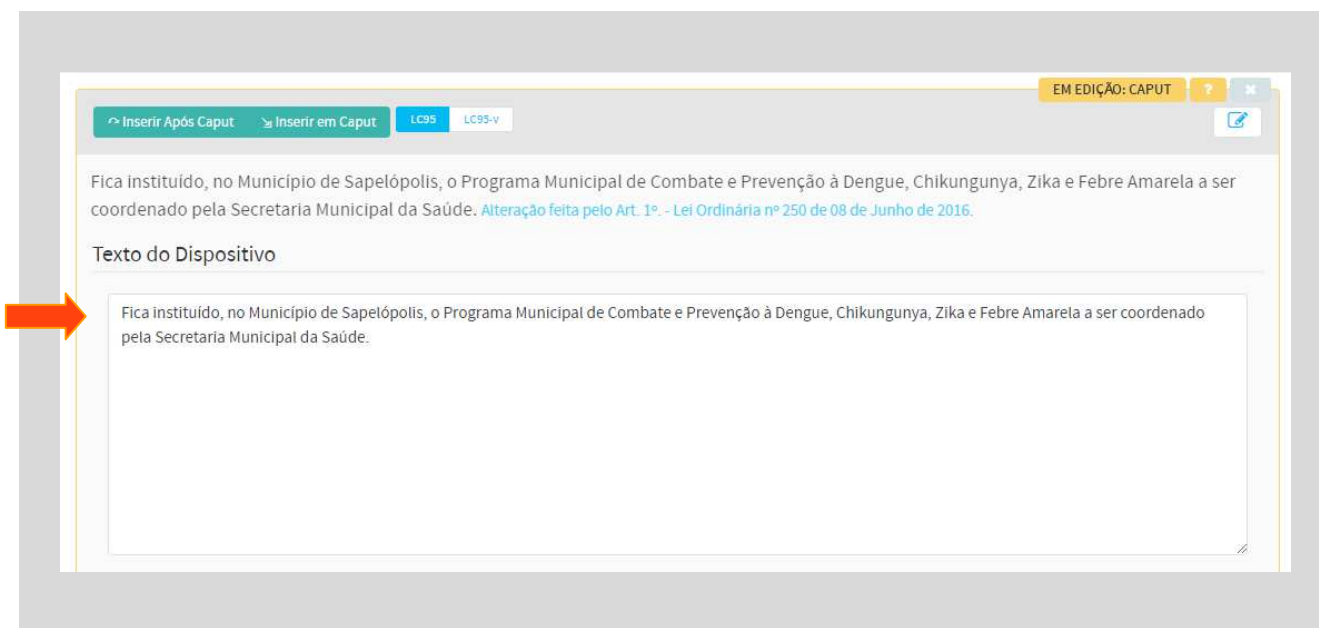 EM EDIÇÃO: CAPUT ? ×
Inserir Após Caput Inserir em Caput LC95 LC95-v
Fica instituído, no Município de Sapelópolis, o Programa Municipal de Combate e Prevenção à Dengue, Chikungunya, Zika e Febre Amarela a ser
coordenado pela Secretaria Municipal da Saúde. Alteração feita pelo Art. 1º. - Lei Ordinária nº 250 de 08 de Junho de 2016.
Texto do Dispositivo
Fica instituído, no Município de Sapelópolis, o Programa Municipal de Combate e Prevenção à Dengue, Chikungunya, Zika e Febre Amarela a ser coordenado
pela Secretaria Municipal da Saúde.